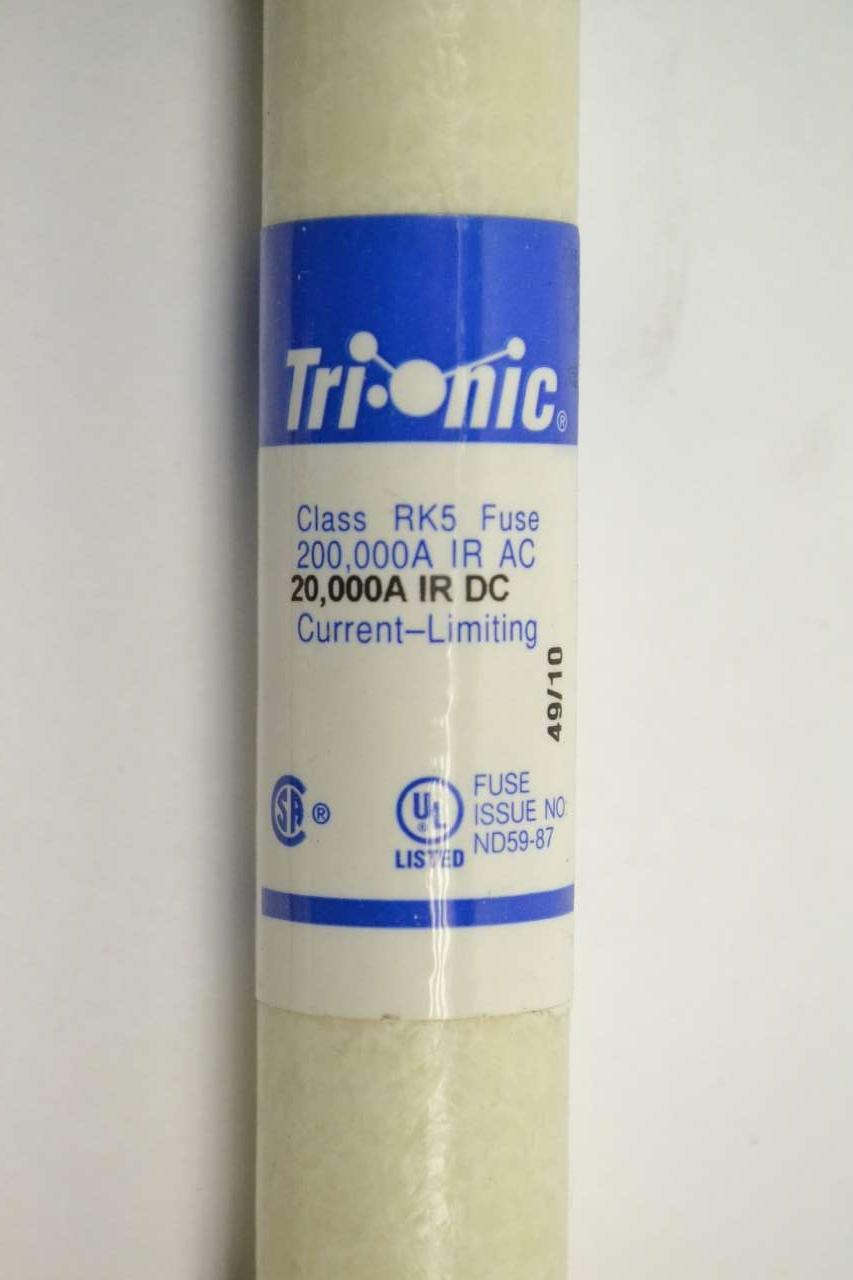 Tri-Onic®
Class RK5 Fuse
200,000A IR AC
20,000A IR DC
Current-Limiting
49/10
SA ®
UL ®
LISTED
FUSE
ISSUE NO.
ND59-87